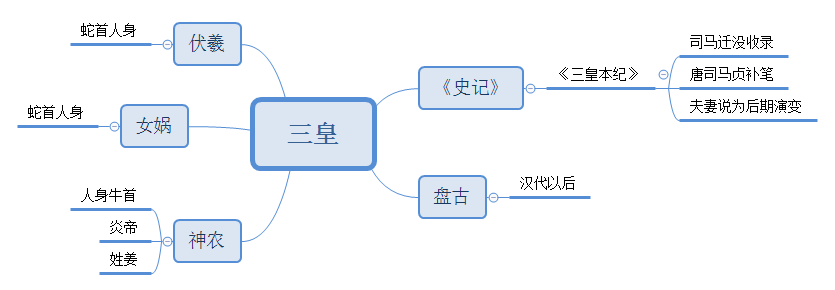 三皇
伏羲
蛇首人身
女娲
蛇首人身
神农
人身牛首
炎帝
姓姜
《史记》
《三皇本纪》
司马迁没收录
唐司马贞补笔
夫妻说为后期演变
盘古
汉代以后